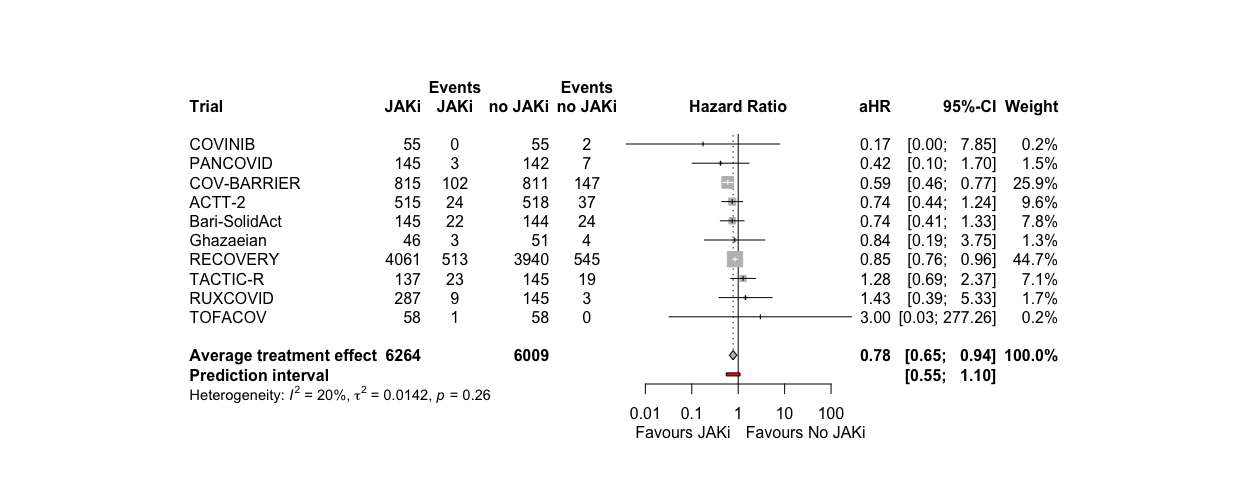 Events Events
Trial JAKi JAKi no JAKi no JAKi Hazard Ratio aHR 95%-CI Weight
COVINIB 55 0 55 2 0.17 [0.00; 7.85] 0.2%
PANCOVID 145 3 142 7 0.42 [0.10; 1.70] 1.5%
COV-BARRIER 815 102 811 147 0.59 [0.46; 0.77] 25.9%
ACTT-2 515 24 518 37 0.74 [0.44; 1.24] 9.6%
Bari-SolidAct 145 22 144 24 0.74 [0.41; 1.33] 7.8%
Ghazaeian 46 3 51 4 0.84 [0.19; 3.75] 1.3%
RECOVERY 4061 513 3940 545 0.85 [0.76; 0.96] 44.7%
TACTIC-R 137 23 145 19 1.28 [0.69; 2.37] 7.1%
RUXCOVID 287 9 145 3 1.43 [0.39; 5.33] 1.7%
TOFACOV 58 1 58 0 3.00 [0.03; 277.26] 0.2%
Average treatment effect 6264 6009 0.78 [0.65; 0.94] 100.0%
Prediction interval [0.55; 1.10]
Heterogeneity: I² = 20%, τ² = 0.0142, p = 0.26
0.01 0.1 1 10 100
Favours JAKi Favours No JAKi